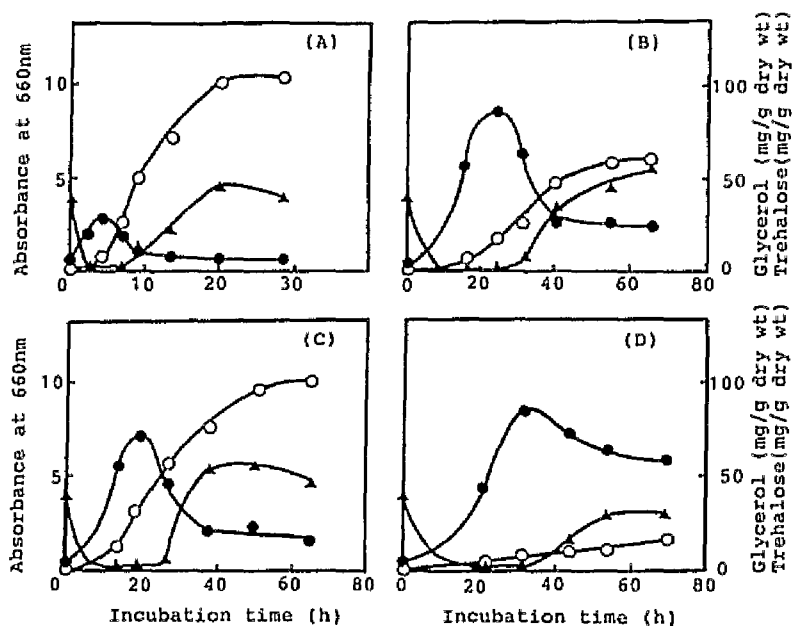 (A)
(B)
Absorbance at 660nm
10
5
0
0 10 20 30
100
50
0
0 20 40 60 80
Glycerol (mg/g dry wt)
Trehalose(mg/g dry wt)
(C)
(D)
Absorbance at 660nm
10
5
0 20 40 60 80
100
50
0
0 20 40 60 80
Glycerol (mg/g dry wt)
Trehalose(mg/g dry wt)
Incubation time (h)
Incubation time (h)